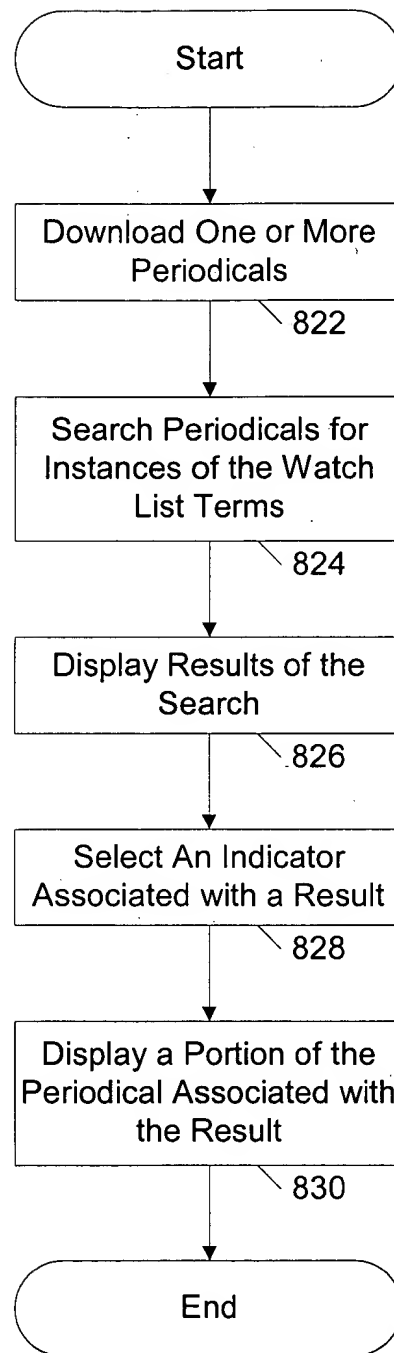 Start
Download One or More
Periodicals
822
Search Periodicals for
Instances of the Watch
List Terms
824
Display Results of the
Search
826
Select An Indicator
Associated with a Result
828
Display a Portion of the
Periodical Associated with
the Result
830
End